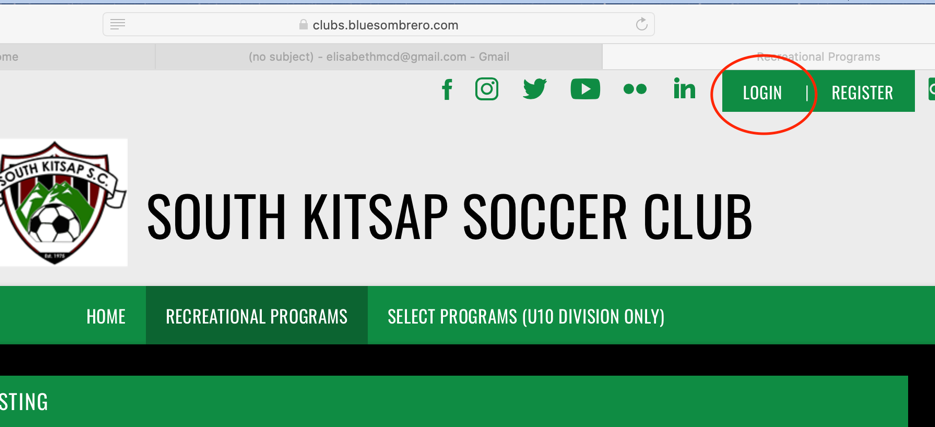 clubs.bluesombrero.com
ome
(no subject) - elisabethmcd@gmail.com - Gmail
Recreational Programs
LOGIN | REGISTER
SOUTH KITSAP S.C.
Est. 1978
SOUTH KITSAP SOCCER CLUB
HOME
RECREATIONAL PROGRAMS
SELECT PROGRAMS (U10 DIVISION ONLY)
STING